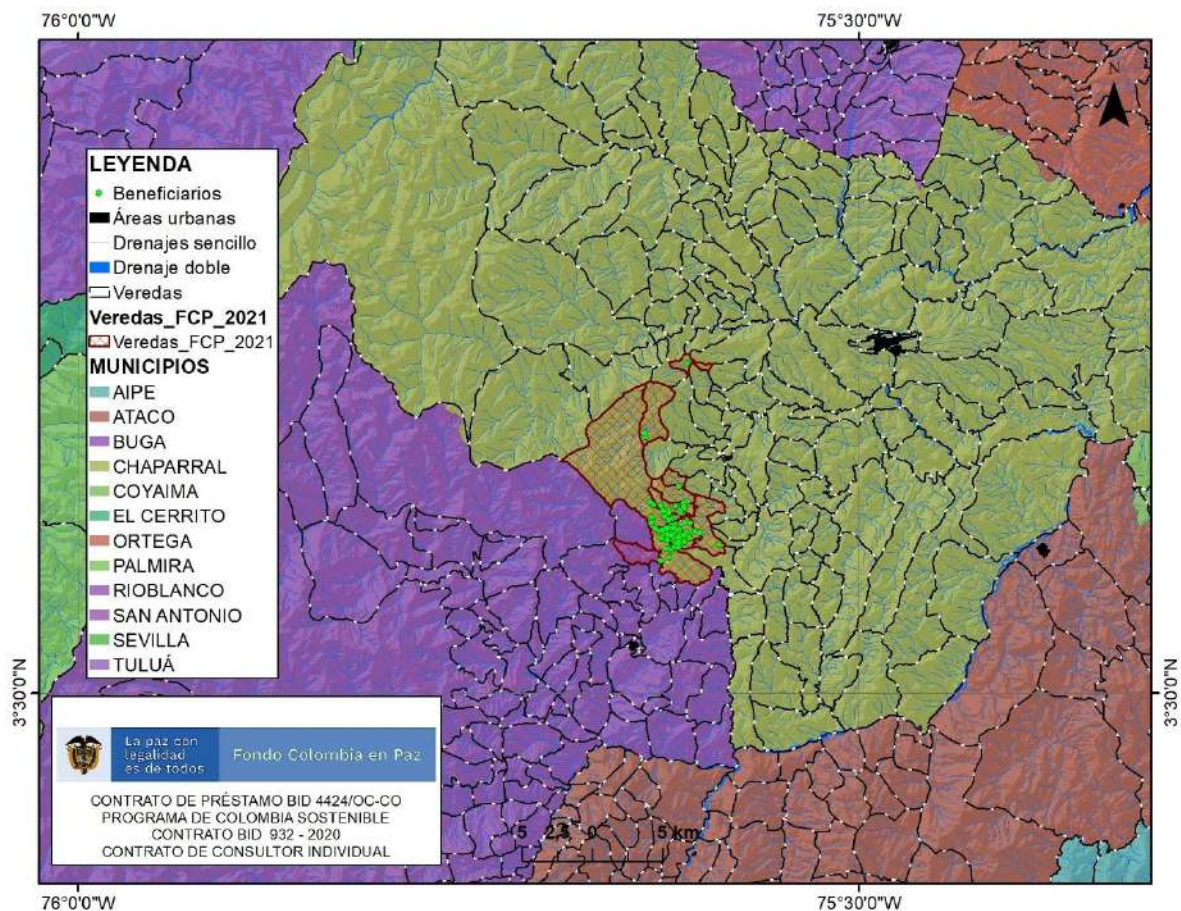 76°0'0"W
75°30'0"W
N
LEYENDA
Beneficiarios
Áreas urbanas
Drenajes sencillo
Drenaje doble
Veredas
Veredas_FCP_2021
Veredas_FCP_2021
MUNICIPIOS
AIPE
ATACO
BUGA
CHAPARRAL
COYAIMA
EL CERRITO
ORTEGA
PALMIRA
RIOBLANCO
SAN ANTONIO
SEVILLA
TULUÁ
3°30'0"N
3°30'0"N
La paz con
legalidad
es de todos
Fondo Colombia en Paz
CONTRATO DE PRÉSTAMO BID 4424/OC-CO
PROGRAMA DE COLOMBIA SOSTENIBLE
CONTRATO BID 932 - 2020
CONTRATO DE CONSULTOR INDIVIDUAL
5 2,5 0 5 km
76°0'0"W
75°30'0"W